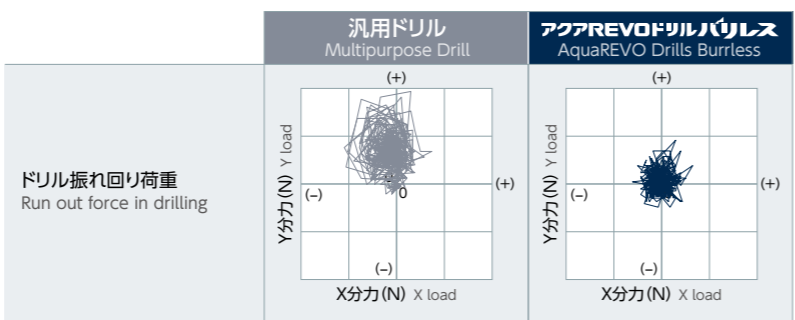 汎用ドリル
Multipurpose Drill
アクアREVOドリルバリレス
AquaREVO Drills Burrless
ドリル振れ回り荷重
Run out force in drilling
(+)
Y分力(N) Y load
(−)
0
(+)
(−)
X分力(N) X load
(+)
Y分力(N) Y load
(−)
(+)
(−)
X分力(N) X load